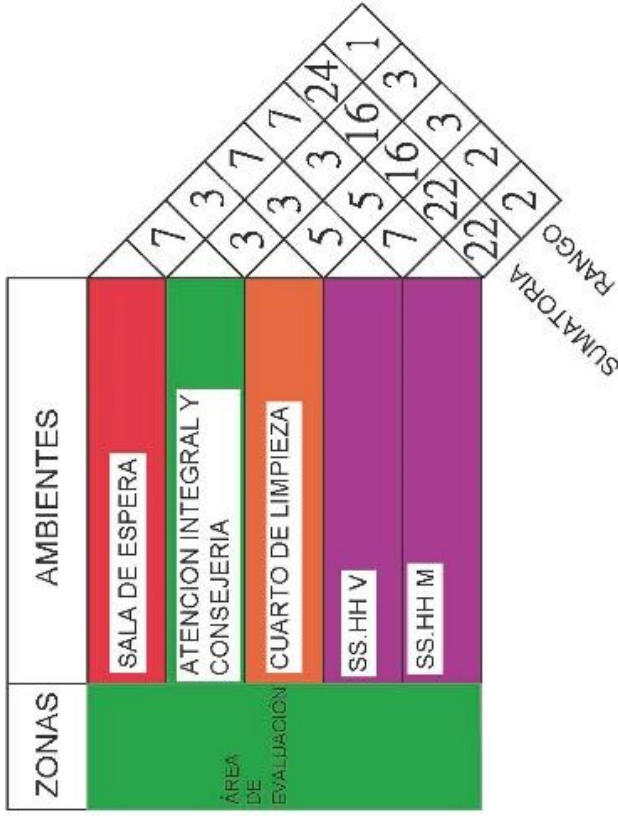 ZONAS
AMBIENTES
ÁREA
DE
EVALUACIÓN
SALA DE ESPERA
ATENCION INTEGRAL Y
CONSEJERIA
CUARTO DE LIMPIEZA
SS.HH V
SS.HH M
7 3 7 7 24 1
3 3 3 16 3
5 5 16 3
7 22 2
22 2
SUMATORIA
RANGO